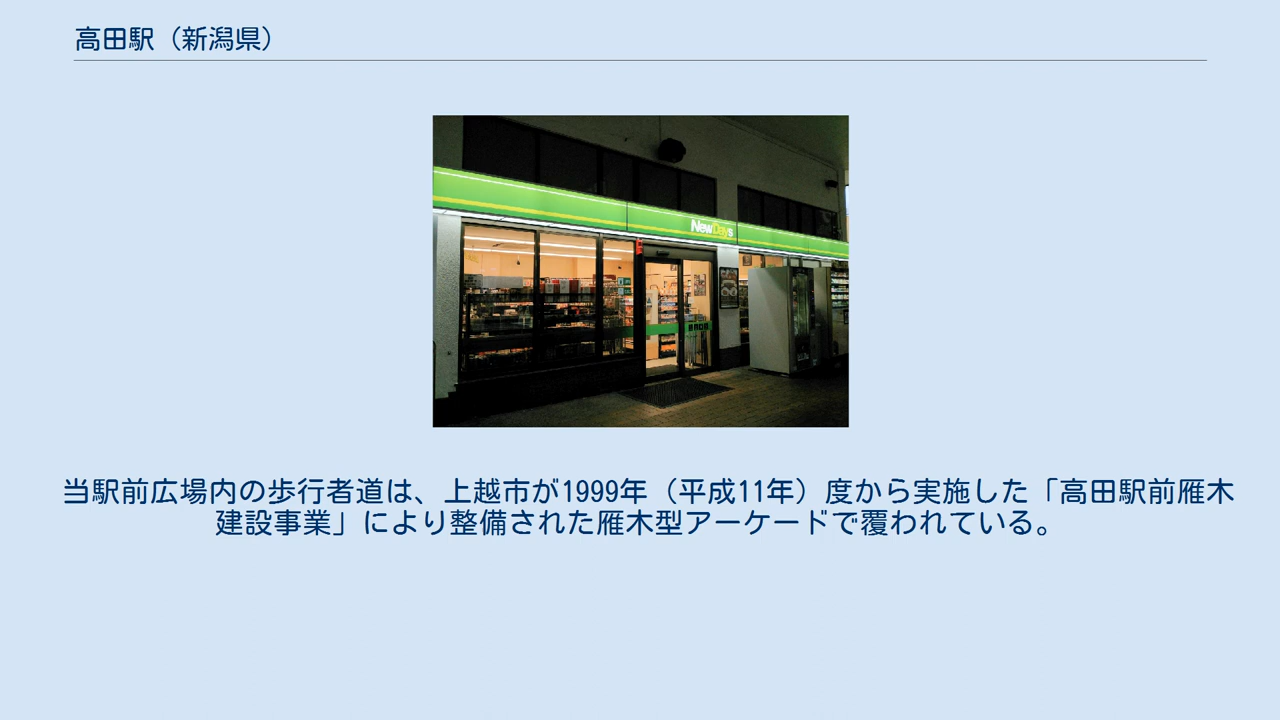 高田駅（新潟県）
NewDays
当駅前広場内の歩行者道は、上越市が1999年（平成11年）度から実施した「高田駅前雁木
建設事業」により整備された雁木型アーケードで覆われている。